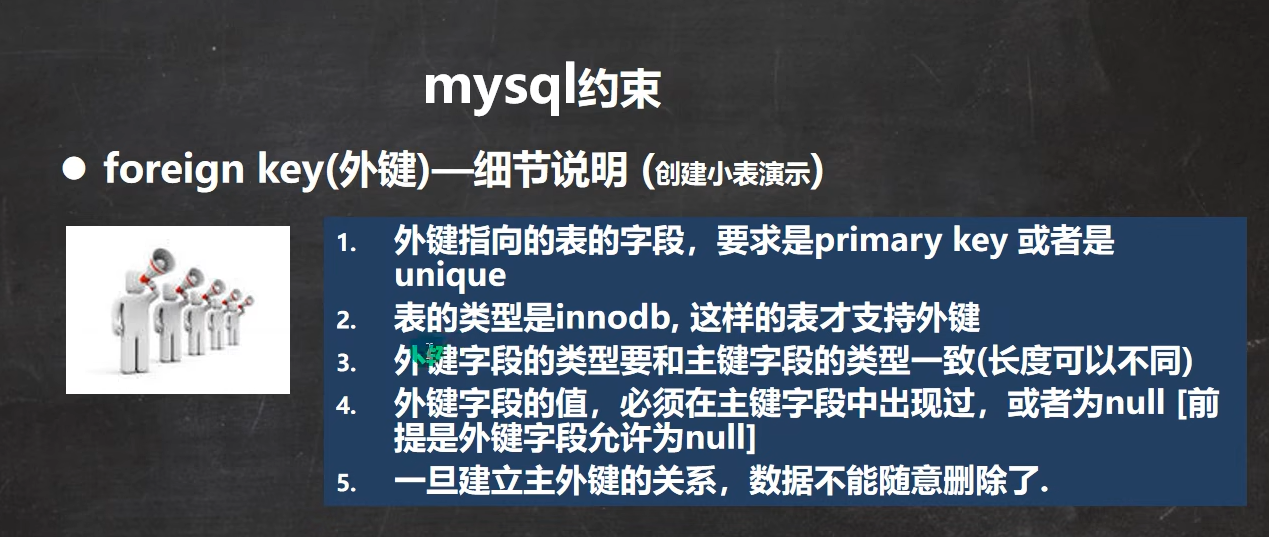 mysql约束
● foreign key(外键)—细节说明 (创建小表演示)
1. 外键指向的表的字段，要求是primary key 或者是
unique
2. 表的类型是innodb, 这样的表才支持外键
3. 外键字段的类型要和主键字段的类型一致(长度可以不同)
4. 外键字段的值，必须在主键字段中出现过，或者为null [前
提是外键字段允许为null]
5. 一旦建立主外键的关系，数据不能随意删除了.